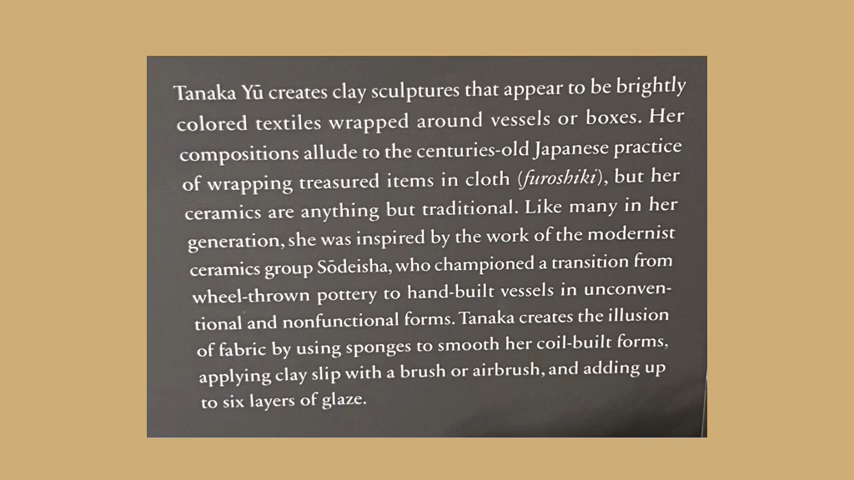 Tanaka Yū creates clay sculptures that appear to be brightly
colored textiles wrapped around vessels or boxes. Her
compositions allude to the centuries-old Japanese practice
of wrapping treasured items in cloth (furoshiki), but her
ceramics are anything but traditional. Like many in her
generation, she was inspired by the work of the modernist
ceramics group Sōdeisha, who championed a transition from
wheel-thrown pottery to hand-built vessels in unconven-
tional and nonfunctional forms. Tanaka creates the illusion
of fabric by using sponges to smooth her coil-built forms,
applying clay slip with a brush or airbrush, and adding up
to six layers of glaze.